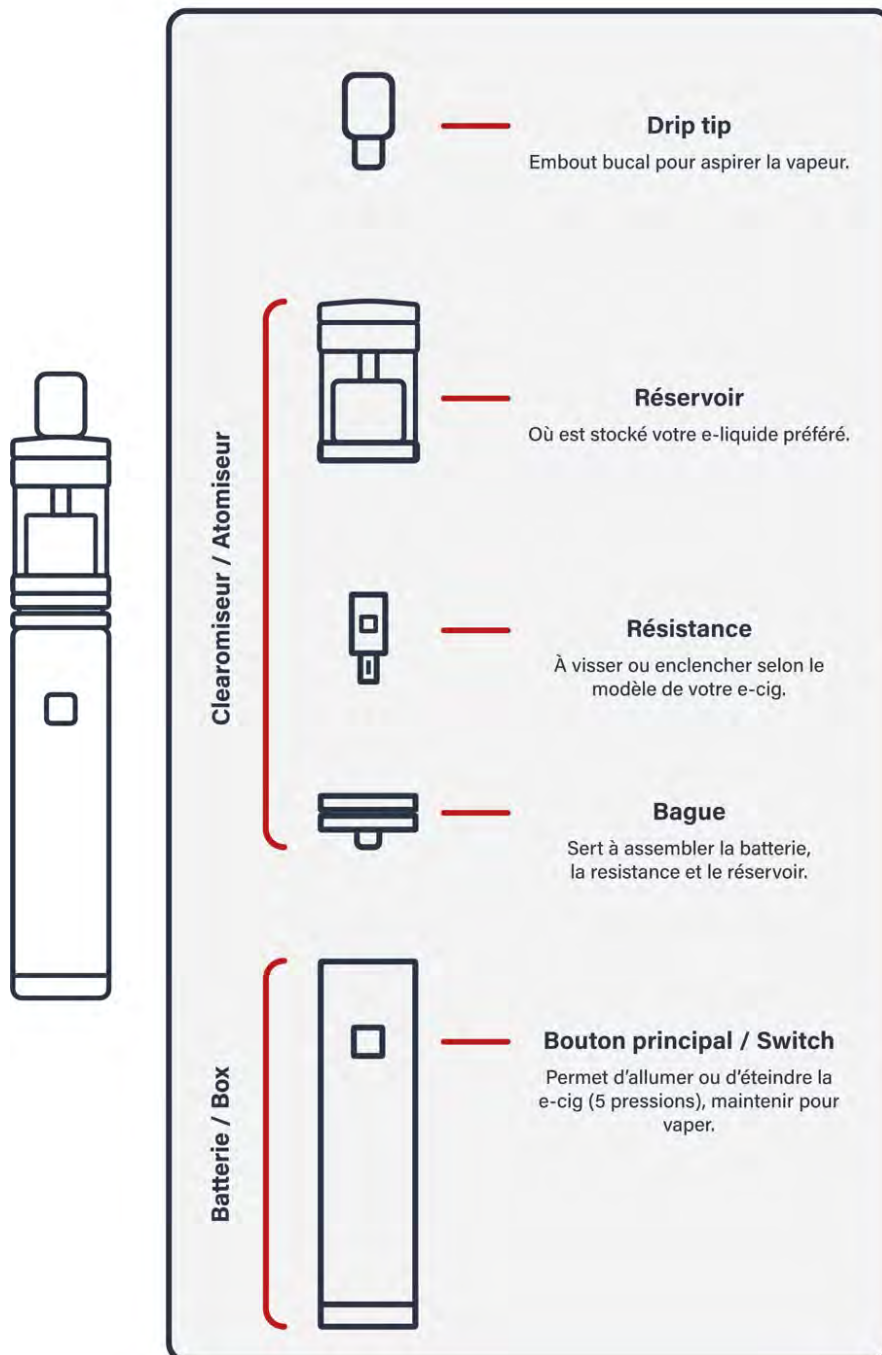 Drip tip
Embout bucal pour aspirer la vapeur.
Clearomiseur / Atomiseur
Réservoir
Où est stocké votre e-liquide préféré.
Résistance
À visser ou enclencher selon le
modèle de votre e-cig.
Bague
Sert à assembler la batterie,
la resistance et le réservoir.
Batterie / Box
Bouton principal / Switch
Permet d'allumer ou d'éteindre la
e-cig (5 pressions), maintenir pour
vaper.